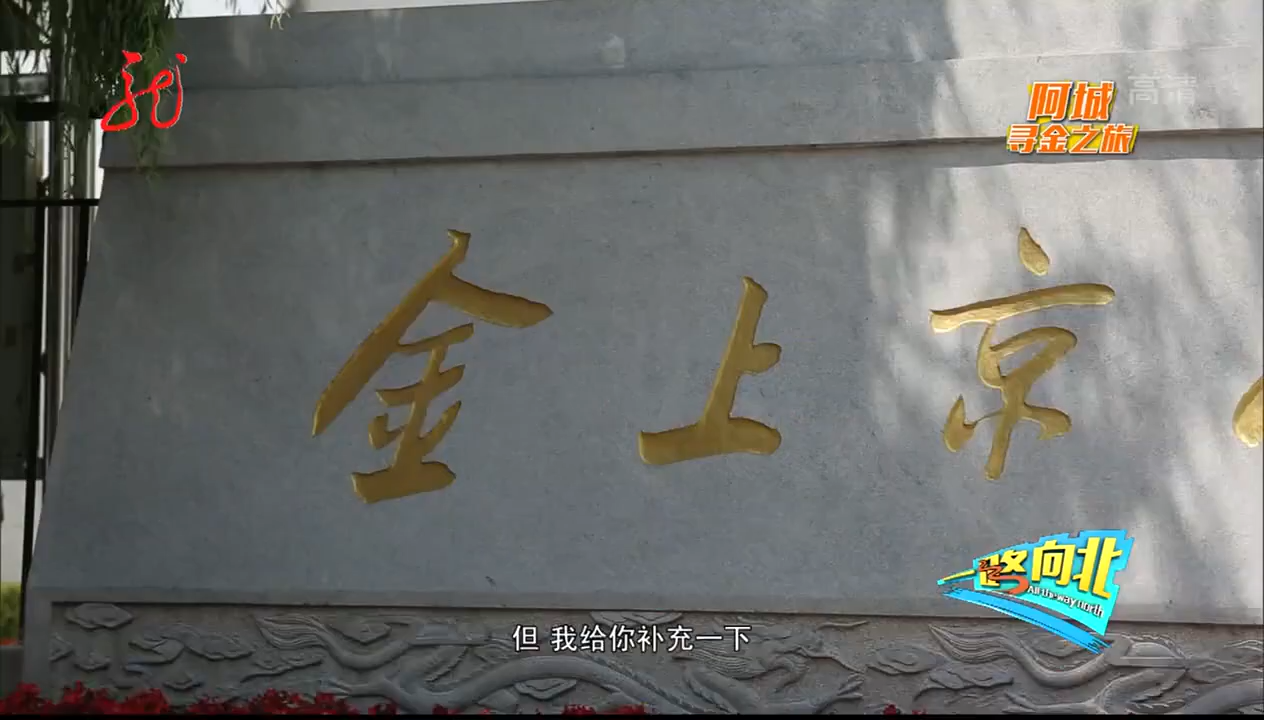 龙
高清
阿城
寻金之旅
金上京
一路向北
All the way north
但 我给你补充一下